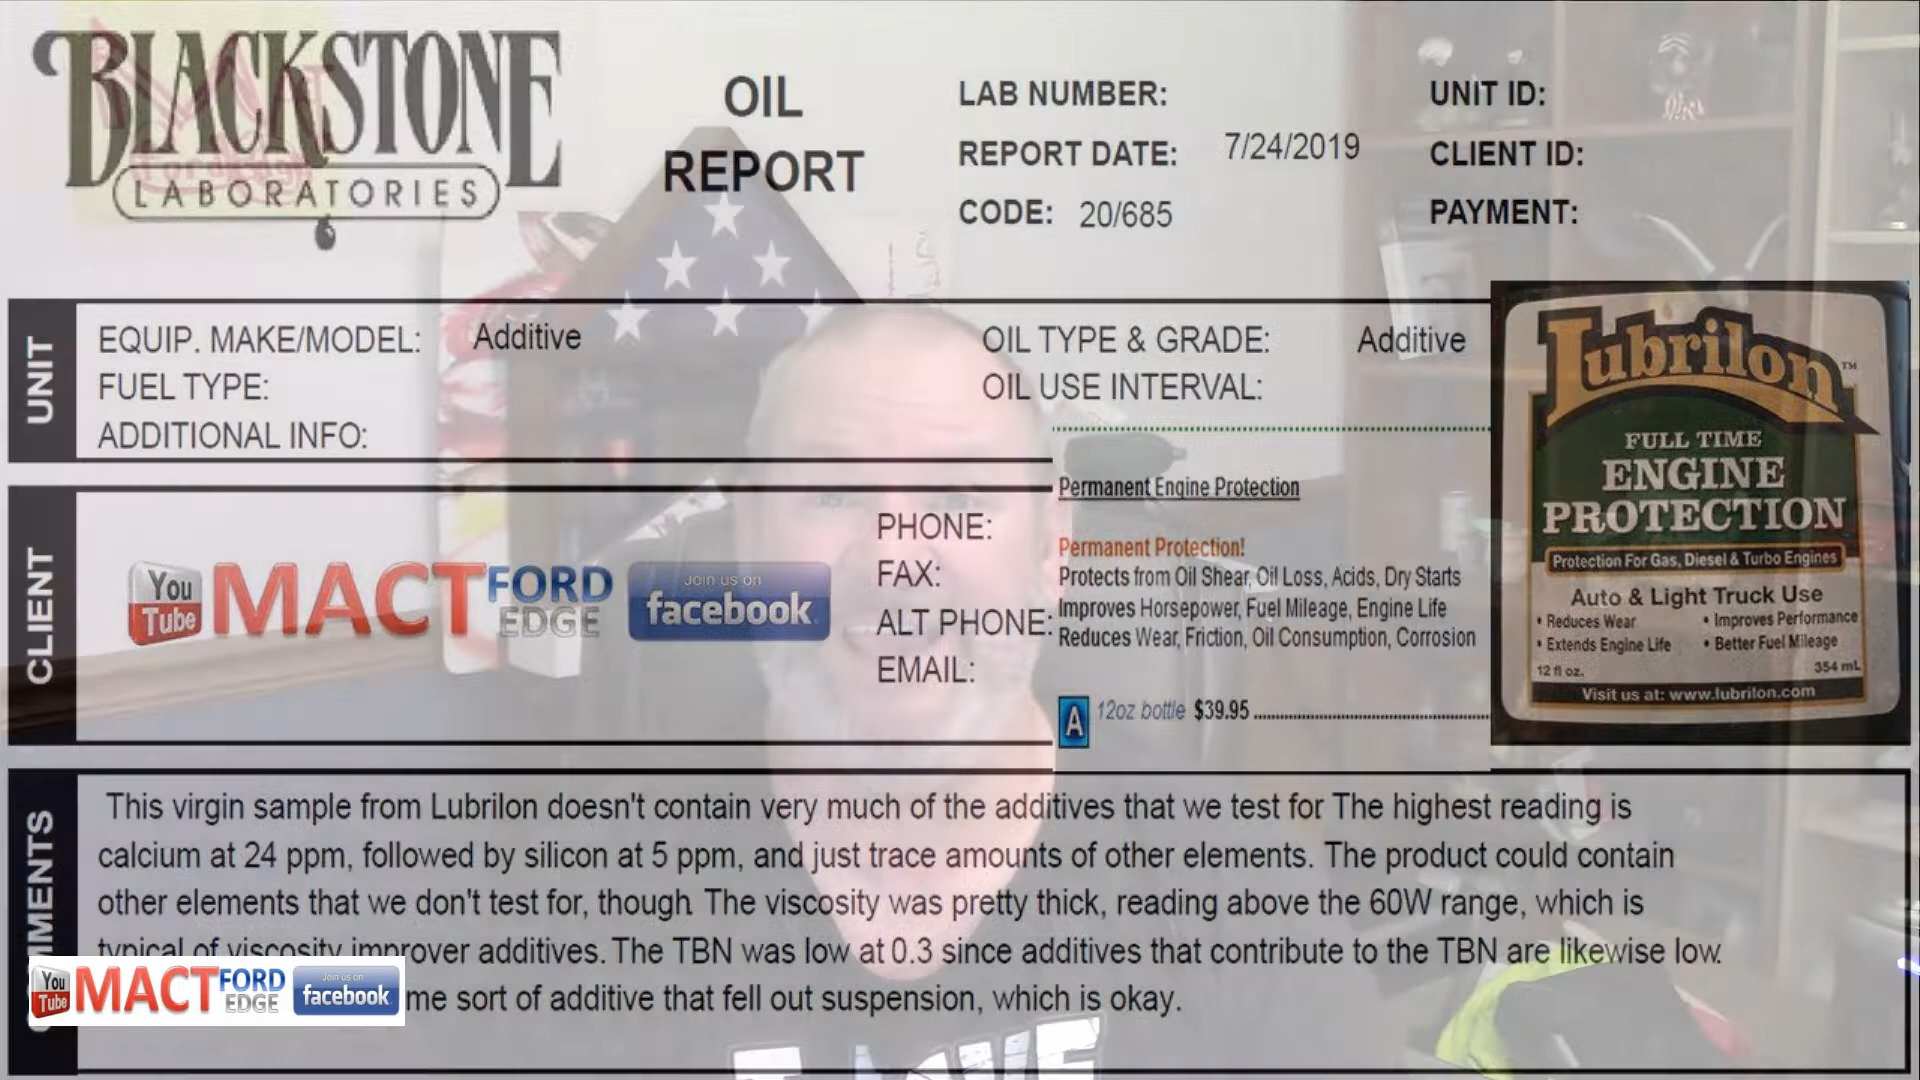 BLACKSTONE
LABORATORIES
OIL
REPORT
LAB NUMBER:
REPORT DATE: 7/24/2019
CODE: 20/685
UNIT ID:
CLIENT ID:
PAYMENT:
UNIT
EQUIP. MAKE/MODEL: Additive
FUEL TYPE:
ADDITIONAL INFO:
OIL TYPE & GRADE: Additive
OIL USE INTERVAL:
CLIENT
You
Tube
MACT FORD
EDGE
Join us on
facebook
PHONE:
FAX:
ALT PHONE:
EMAIL:
Permanent Engine Protection
Permanent Protection!
Protects from Oil Shear, Oil Loss, Acids, Dry Starts
Improves Horsepower, Fuel Mileage, Engine Life
Reduces Wear, Friction, Oil Consumption, Corrosion
A 12oz bottle $39.95
Lubrilon™
FULL TIME
ENGINE
PROTECTION
Protection For Gas, Diesel & Turbo Engines
Auto & Light Truck Use
• Reduces Wear • Improves Performance
• Extends Engine Life • Better Fuel Mileage
12 fl oz. 354 mL
Visit us at: www.lubrilon.com
This virgin sample from Lubrilon doesn't contain very much of the additives that we test for The highest reading is
calcium at 24 ppm, followed by silicon at 5 ppm, and just trace amounts of other elements. The product could contain
other elements that we don't test for, though The viscosity was pretty thick, reading above the 60W range, which is
typical of viscosity improver additives. The TBN was low at 0.3 since additives that contribute to the TBN are likewise low.
me sort of additive that fell out suspension, which is okay.
You
Tube
MACT FORD
EDGE
Join us on
facebook